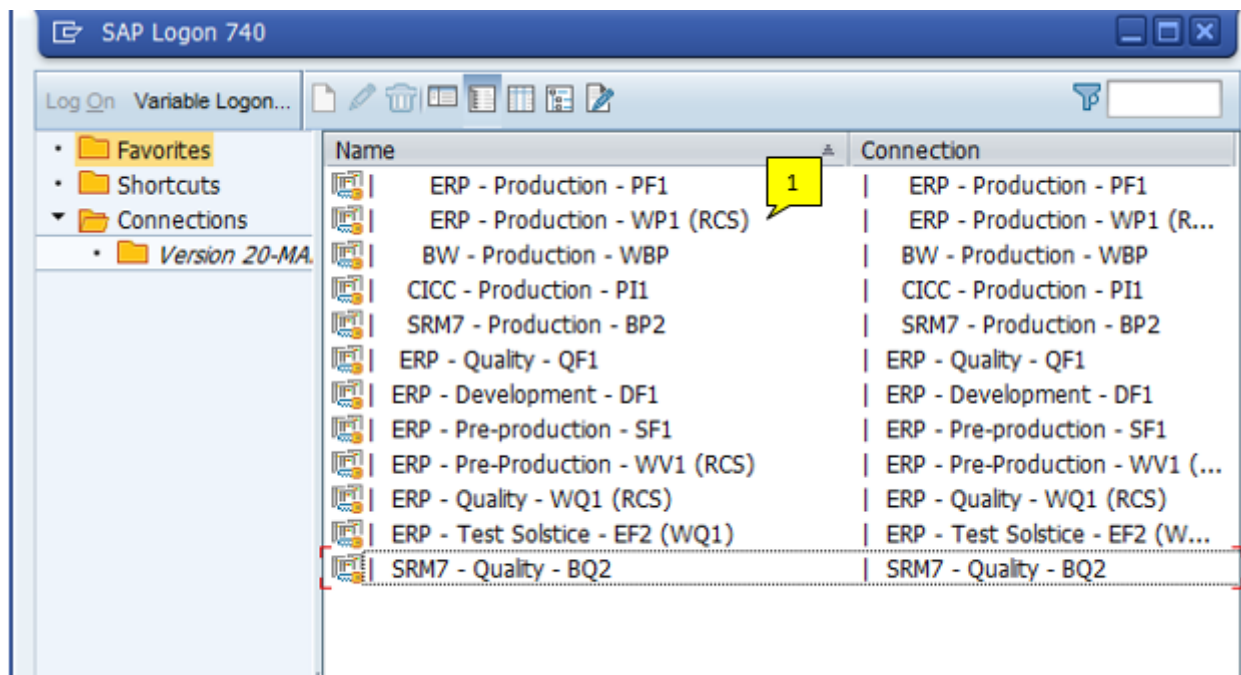 SAP Logon 740
Log On Variable Logon...
Favorites
Shortcuts
Connections
Version 20-MA.
Name Connection
| ERP - Production - PF1 | ERP - Production - PF1
1
| ERP - Production - WP1 (RCS) | ERP - Production - WP1 (R...
| BW - Production - WBP | BW - Production - WBP
| CICC - Production - PI1 | CICC - Production - PI1
| SRM7 - Production - BP2 | SRM7 - Production - BP2
| ERP - Quality - QF1 | ERP - Quality - QF1
| ERP - Development - DF1 | ERP - Development - DF1
| ERP - Pre-production - SF1 | ERP - Pre-production - SF1
| ERP - Pre-Production - WV1 (RCS) | ERP - Pre-Production - WV1 (...
| ERP - Quality - WQ1 (RCS) | ERP - Quality - WQ1 (RCS)
| ERP - Test Solstice - EF2 (WQ1) | ERP - Test Solstice - EF2 (W...
| SRM7 - Quality - BQ2 | SRM7 - Quality - BQ2